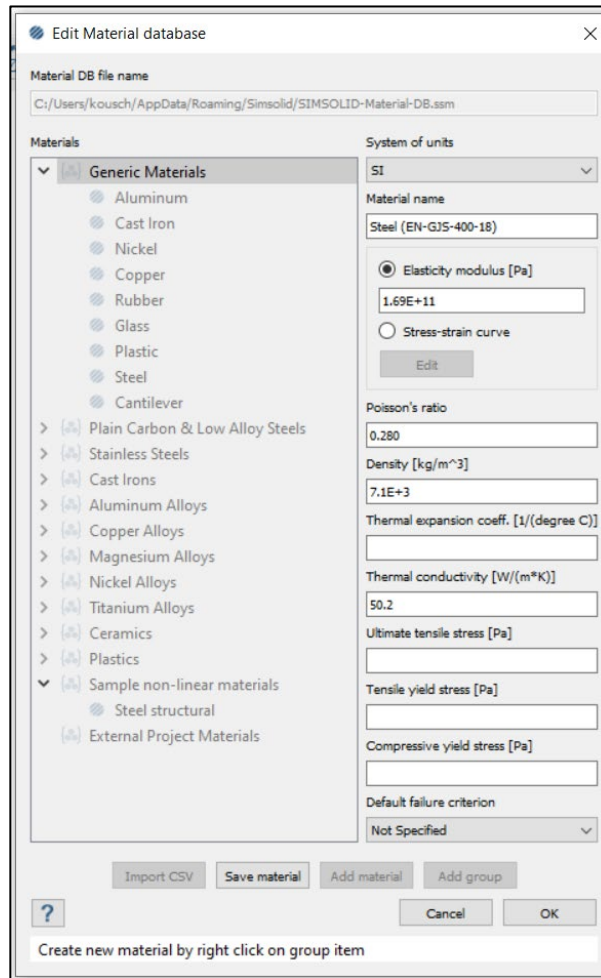 Edit Material database
Material DB file name
C:/Users/kousch/AppData/Roaming/Simsolid/SIMSOLID-Material-DB.ssm
Materials
Generic Materials
Aluminum
Cast Iron
Nickel
Copper
Rubber
Glass
Plastic
Steel
Cantilever
Plain Carbon & Low Alloy Steels
Stainless Steels
Cast Irons
Aluminum Alloys
Copper Alloys
Magnesium Alloys
Nickel Alloys
Titanium Alloys
Ceramics
Plastics
Sample non-linear materials
Steel structural
External Project Materials
System of units
SI
Material name
Steel (EN-GJS-400-18)
Elasticity modulus [Pa]
1.69E+11
Stress-strain curve
Edit
Poisson's ratio
0.280
Density [kg/m^3]
7.1E+3
Thermal expansion coeff. [1/(degree C)]
Thermal conductivity [W/(m*K)]
50.2
Ultimate tensile stress [Pa]
Tensile yield stress [Pa]
Compressive yield stress [Pa]
Default failure criterion
Not Specified
Import CSV Save material Add material Add group
? Cancel OK
Create new material by right click on group item